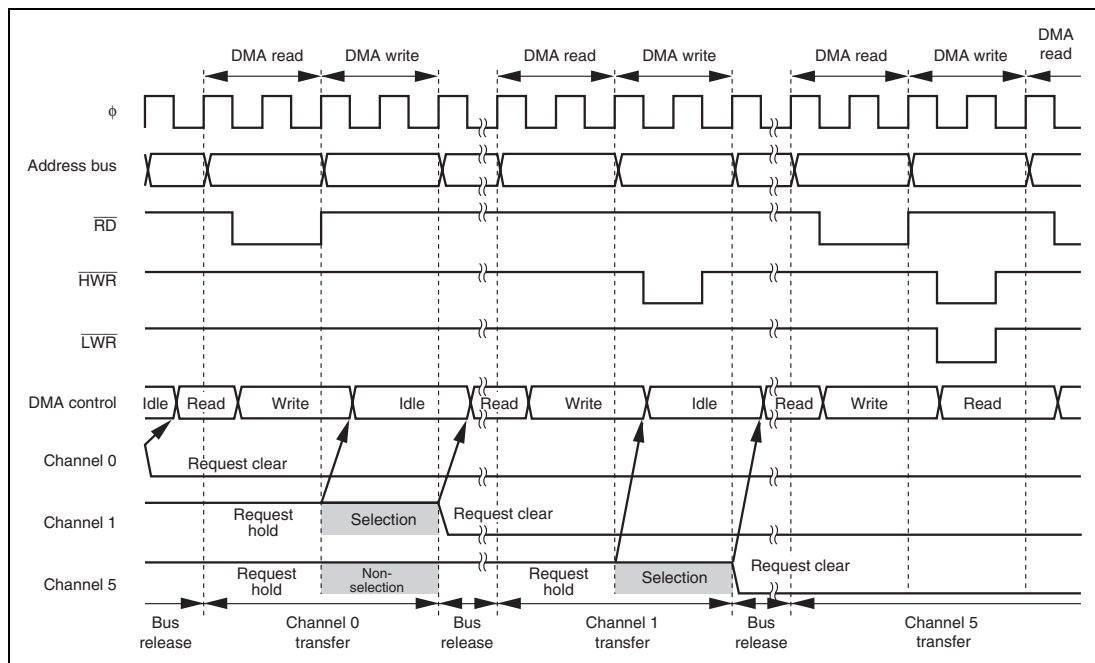 DMA read DMA write DMA read DMA write DMA read DMA write DMA
read
φ
Address bus
RD
HWR
LWR
DMA control Idle Read Write Idle Read Write Idle Read Write Read
Channel 0 Request clear
Channel 1 Request
hold Selection Request clear
Channel 5 Request
hold Non-
selection Request
hold Selection Request clear
Bus
release Channel 0
transfer Bus
release Channel 1
transfer Bus
release Channel 5
transfer